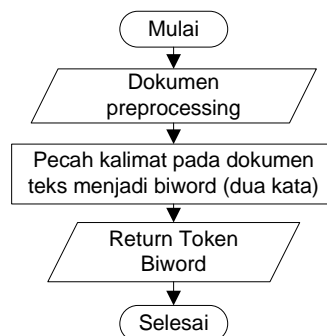 Mulai
Dokumen
preprocessing
Pecah kalimat pada dokumen
teks menjadi biword (dua kata)
Return Token
Biword
Selesai